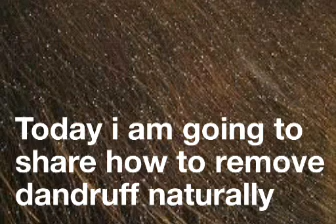 Today i am going to
share how to remove
dandruff naturally